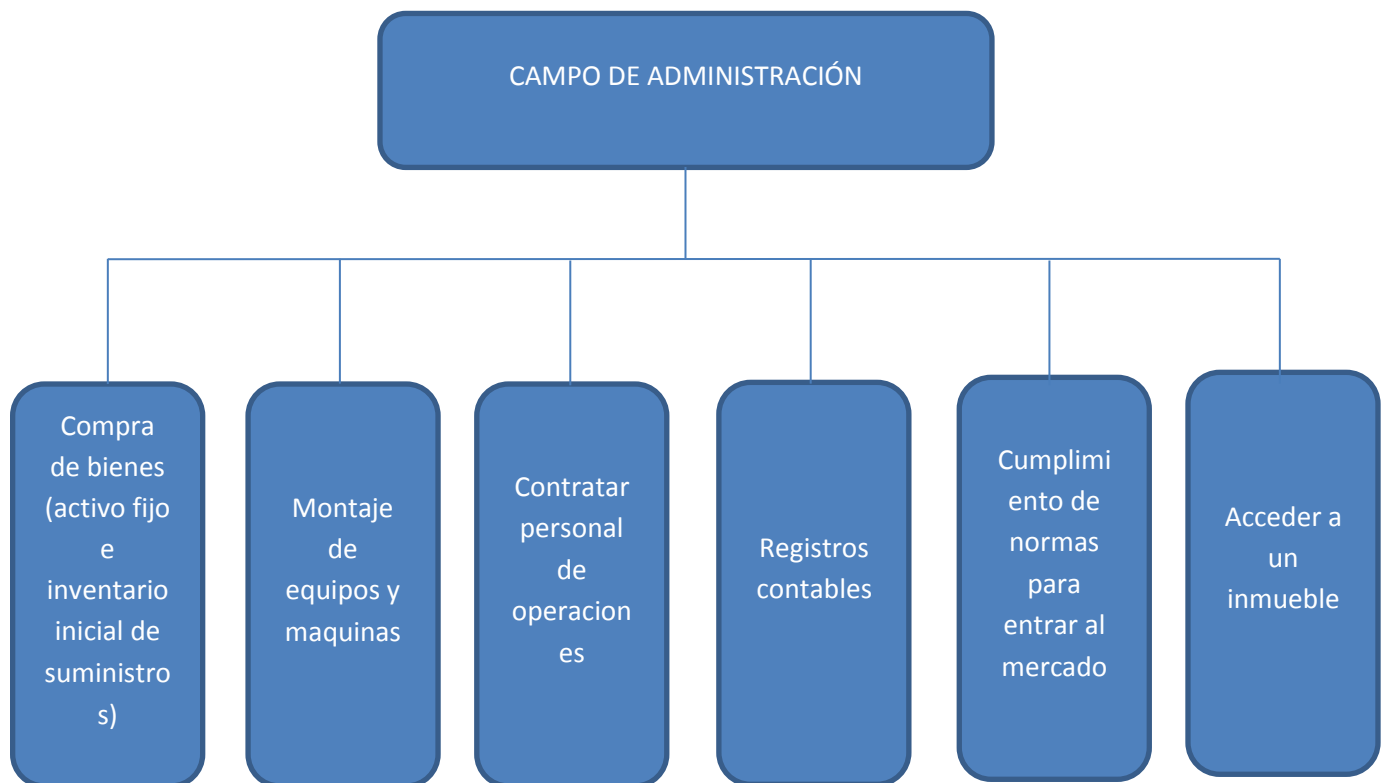 CAMPO DE ADMINISTRACIÓN
Compra
de bienes
(activo fijo
e
inventario
inicial de
suministro
s)
Montaje
de
equipos y
maquinas
Contratar
personal
de
operacion
es
Registros
contables
Cumplimi
ento de
normas
para
entrar al
mercado
Acceder a
un
inmueble